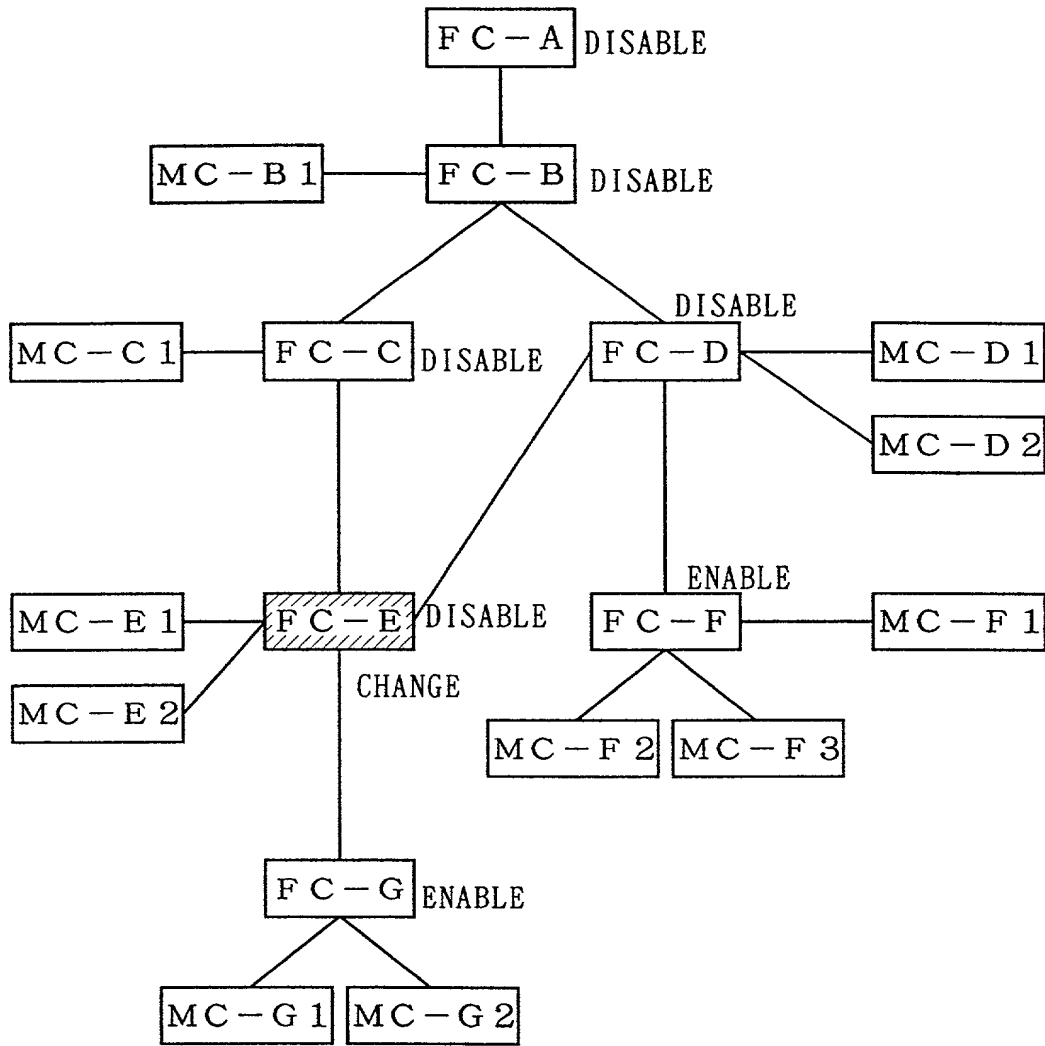 FC-A DISABLE
MC-B1 FC-B DISABLE
DISABLE
MC-C1 FC-C DISABLE FC-D MC-D1
MC-D2
ENABLE
MC-E1 FC-E DISABLE FC-F MC-F1
CHANGE
MC-E2
MC-F2 MC-F3
FC-G ENABLE
MC-G1 MC-G2